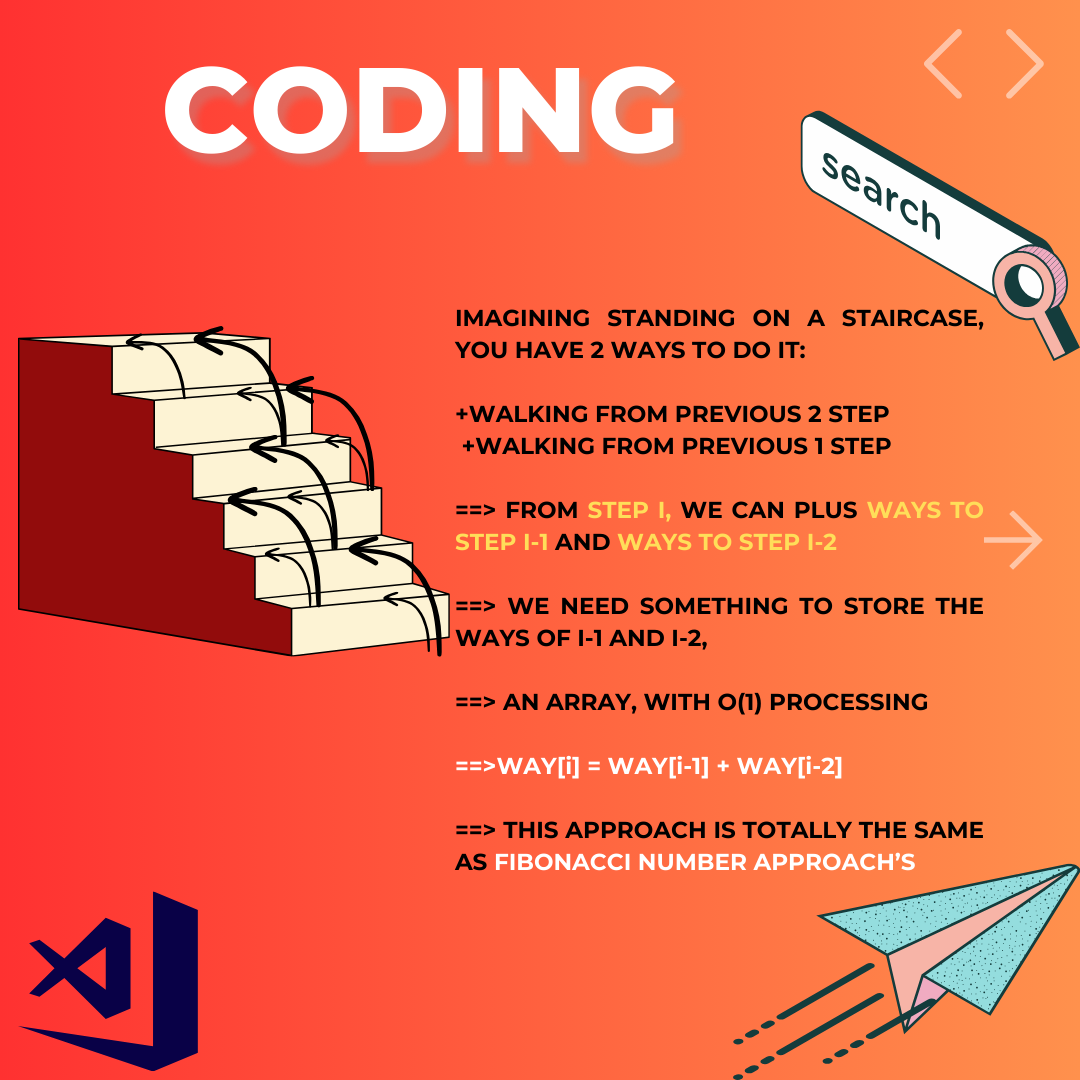 CODING
search
IMAGINING STANDING ON A STAIRCASE,
YOU HAVE 2 WAYS TO DO IT:
+WALKING FROM PREVIOUS 2 STEP
+WALKING FROM PREVIOUS 1 STEP
==> FROM STEP I, WE CAN PLUS WAYS TO
STEP I-1 AND WAYS TO STEP I-2
==> WE NEED SOMETHING TO STORE THE
WAYS OF I-1 AND I-2,
==> AN ARRAY, WITH O(1) PROCESSING
==>WAY[i] = WAY[i-1] + WAY[i-2]
==> THIS APPROACH IS TOTALLY THE SAME
AS FIBONACCI NUMBER APPROACH’S